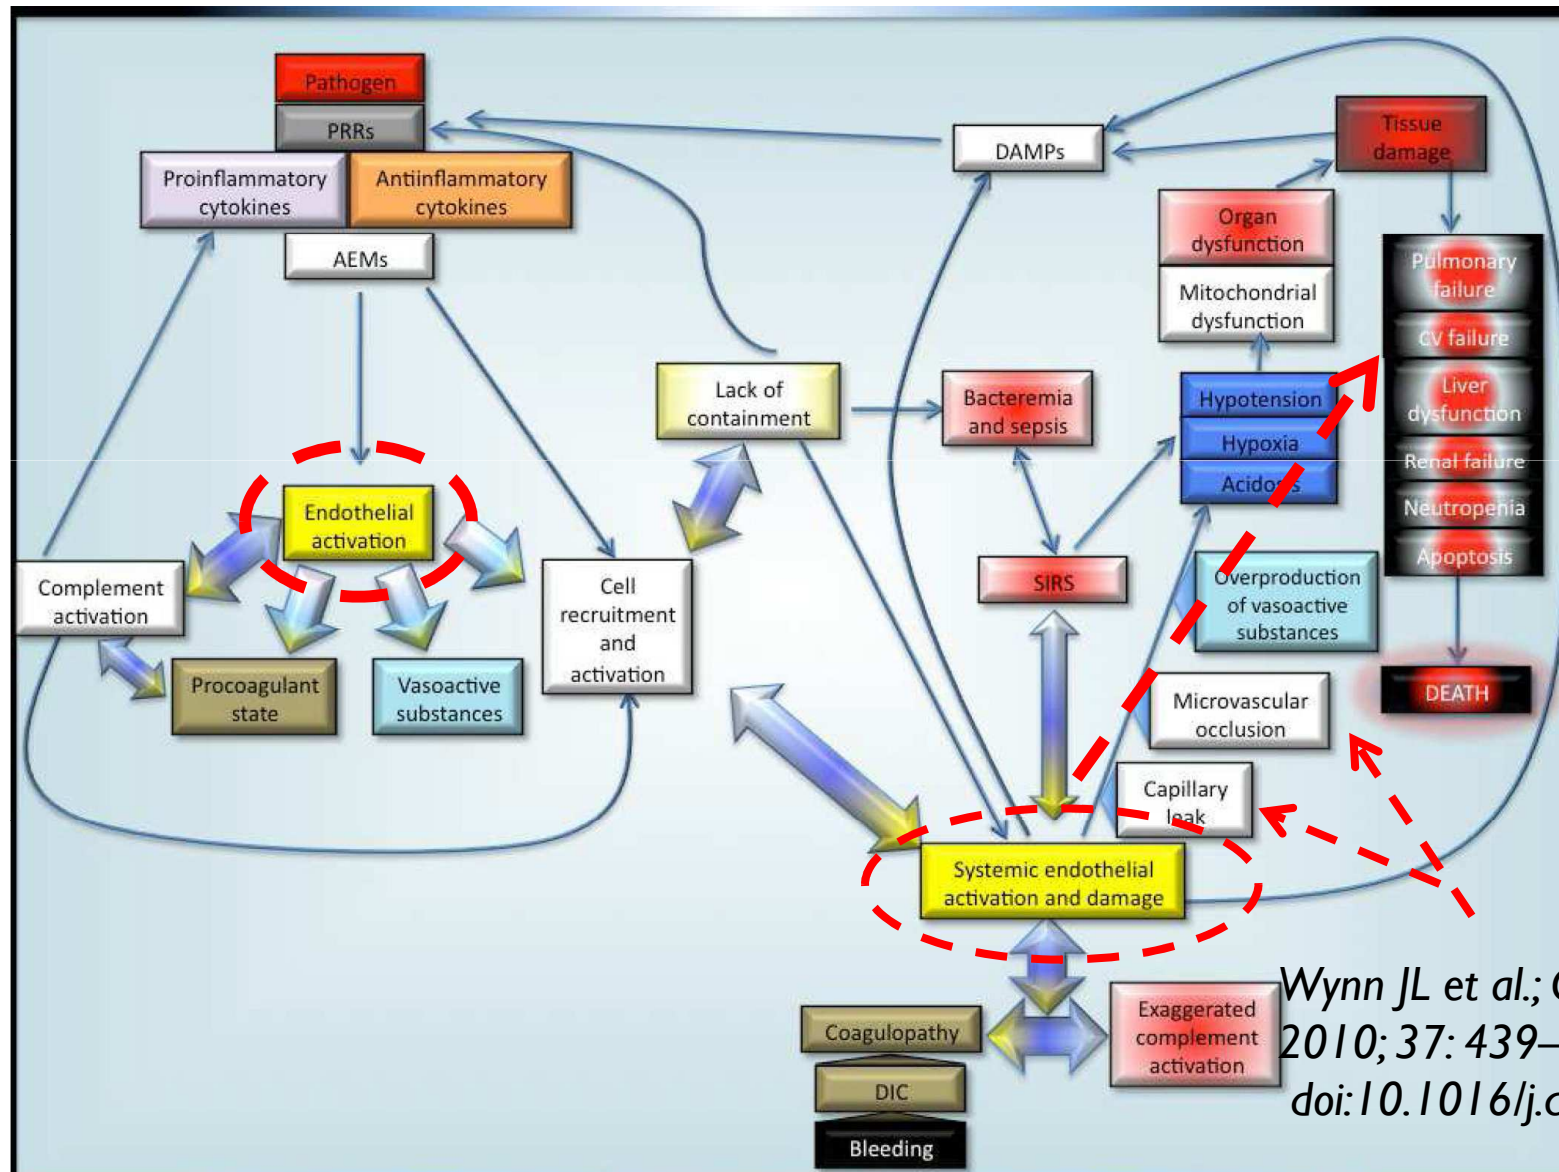 Pathogen
PRRs
Proinflammatory
cytokines
Antiinflammatory
cytokines
AEMs
DAMPs
Tissue
damage
Organ
dysfunction
Mitochondrial
dysfunction
Pulmonary
failure
CV failure
Liver
dysfunction
Renal failure
Neutropenia
Apoptosis
Lack of
containment
Bacteremia
and sepsis
Hypotension
Hypoxia
Acidosis
Endothelial
activation
Complement
activation
Cell
recruitment
and
activation
SIRS
Overproduction
of vasoactive
substances
Procoagulant
state
Vasoactive
substances
Microvascular
occlusion
DEATH
Capillary
leak
Systemic endothelial
activation and damage
Coagulopathy
DIC
Bleeding
Exaggerated
complement
activation
Wynn JL et al.;
2010; 37: 439–
doi:10.1016/j.